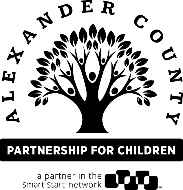 ALEXANDER COUNTY
PARTNERSHIP FOR CHILDREN
a partner in the
Smart Start network